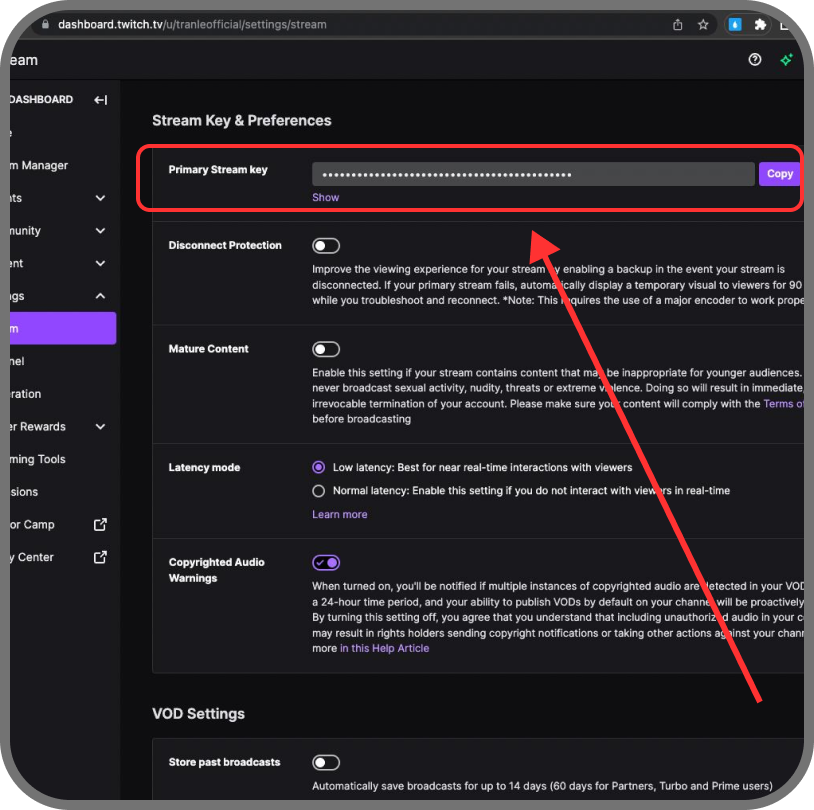 dashboard.twitch.tv/u/tranleofficial/settings/stream
eam
DASHBOARD
e
m Manager
nts
munity
ent
ngs
m
nel
ration
er Rewards
ming Tools
sions
or Camp
y Center
Stream Key & Preferences
Primary Stream key
Copy
Show
Disconnect Protection
Improve the viewing experience for your stream by enabling a backup in the event your stream is
disconnected. If your primary stream fails, automatically display a temporary visual to viewers for 90
while you troubleshoot and reconnect. *Note: This requires the use of a major encoder to work prope
Mature Content
Enable this setting if your stream contains content that may be inappropriate for younger audiences.
never broadcast sexual activity, nudity, threats or extreme violence. Doing so will result in immediate,
irrevocable termination of your account. Please make sure your content will comply with the Terms of
before broadcasting
Latency mode
Low latency: Best for near real-time interactions with viewers
Normal latency: Enable this setting if you do not interact with viewers in real-time
Learn more
Copyrighted Audio
Warnings
When turned on, you'll be notified if multiple instances of copyrighted audio are detected in your VOD
a 24-hour time period, and your ability to publish VODs by default on your channel will be proactively
By turning this setting off, you agree that you understand that including unauthorized audio in your c
may result in rights holders sending copyright notifications or taking other actions against your chan
more in this Help Article
VOD Settings
Store past broadcasts
Automatically save broadcasts for up to 14 days (60 days for Partners, Turbo and Prime users)